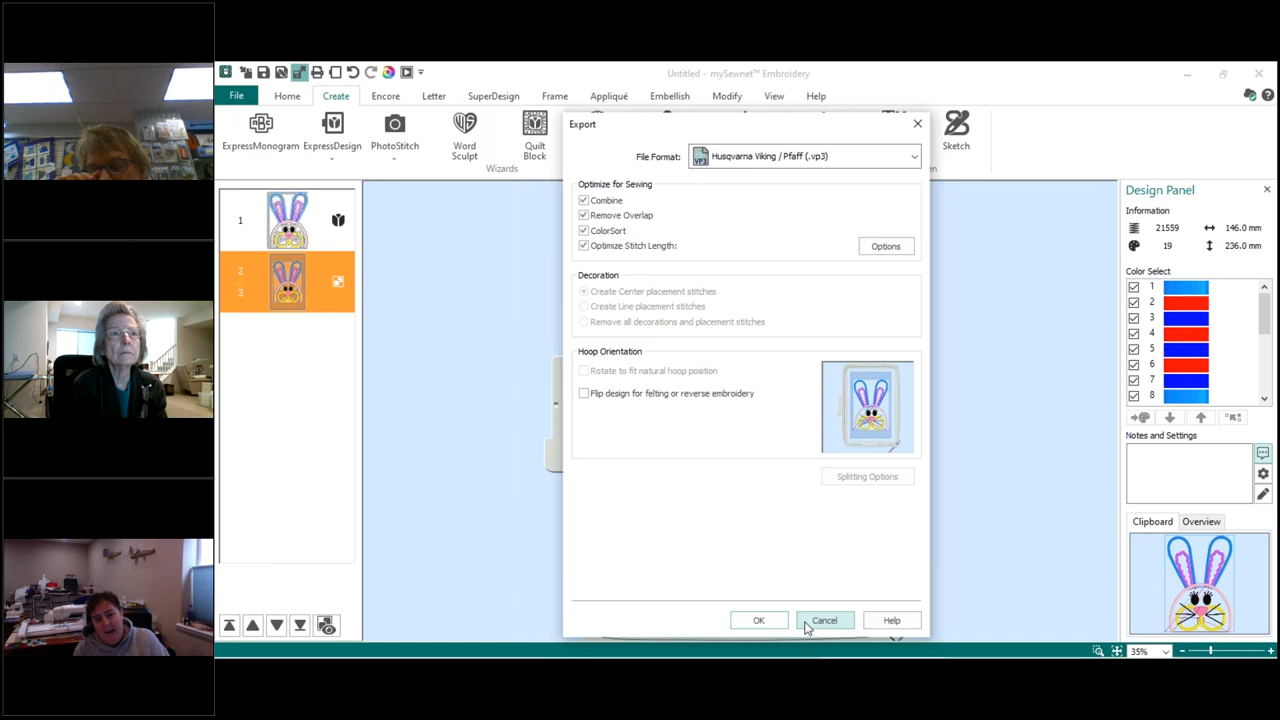 Untitled - mySewnet™ Embroidery
File Home Create Encore Letter SuperDesign Frame Appliqué Embellish Modify View Help
ExpressMonogram ExpressDesign PhotoStitch Word Sculpt Quilt Block Sketch
Wizards
Export
File Format: VP3 Husqvarna Viking / Pfaff (.vp3)
Optimize for Sewing
Combine
Remove Overlap
ColorSort
Optimize Stitch Length:
Options
Decoration
Create Center placement stitches
Create Line placement stitches
Remove all decorations and placement stitches
Hoop Orientation
Rotate to fit natural hoop position
Flip design for felting or reverse embroidery
Splitting Options
OK Cancel Help
1
2
3
Design Panel
Information
21559 146.0 mm
19 236.0 mm
Color Select
1
2
3
4
5
6
7
8
Notes and Settings
Clipboard Overview
35%